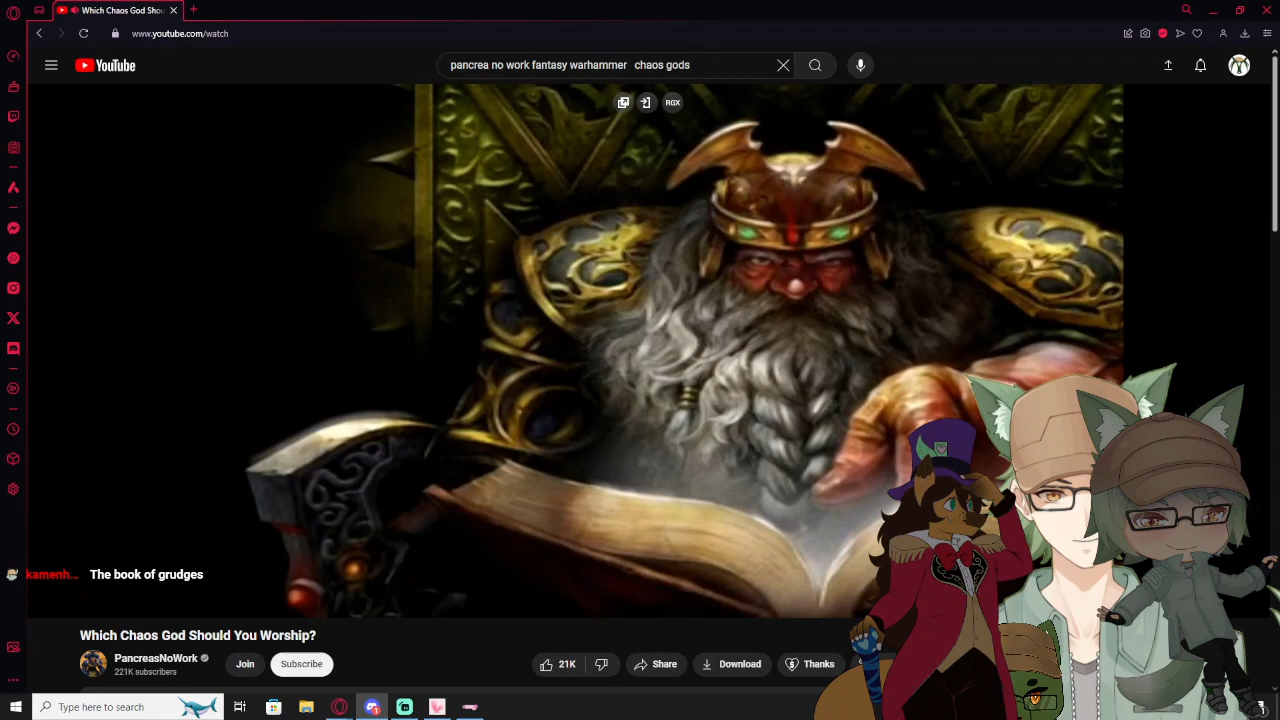 Which Chaos God Shou
www.youtube.com/watch
YouTube
pancrea no work fantasy warhammer chaos gods
RGX
kamenh... The book of grudges
Which Chaos God Should You Worship?
PancreasNoWork
221K subscribers
Join
Subscribe
21K
Share
Download
Thanks
Type here to search